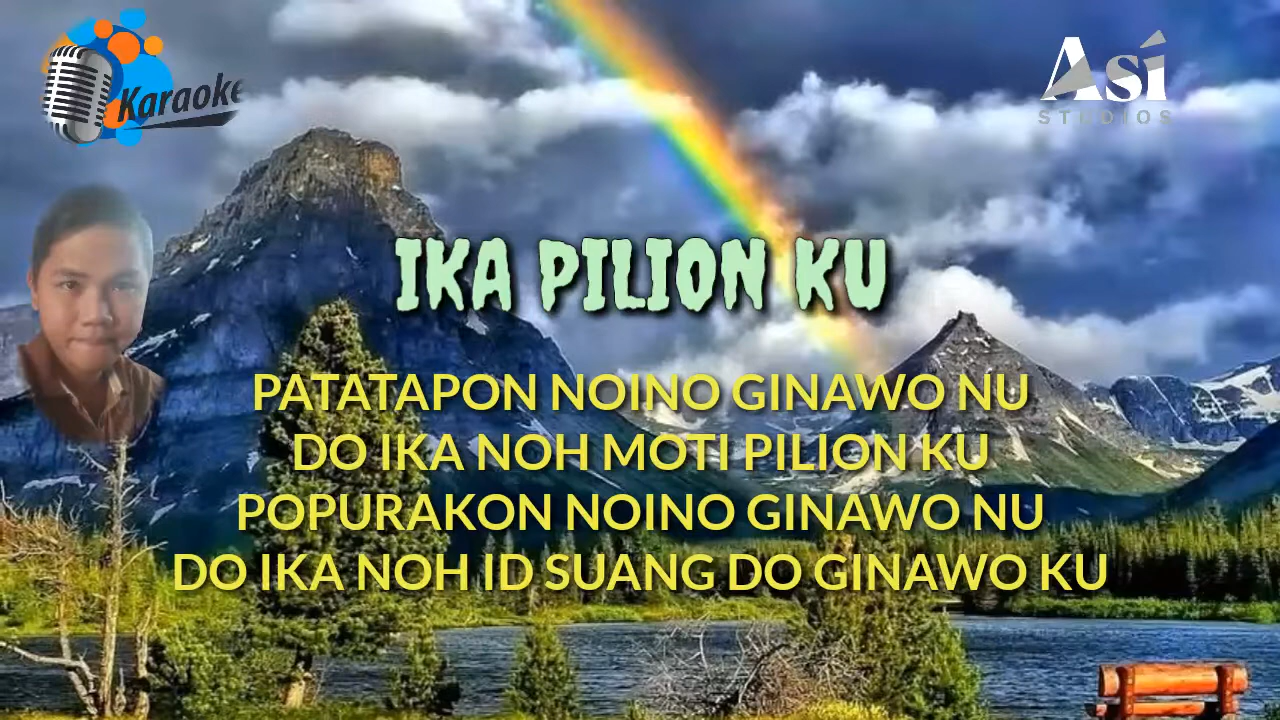 Karaoke
Así
STUDIOS
IKA PILION KU
PATATAPON NOINO GINAWO NU
DO IKA NOH MOTI PILION KU
POPURAKON NOINO GINAWO NU
DO IKA NOH ID SUANG DO GINAWO KU